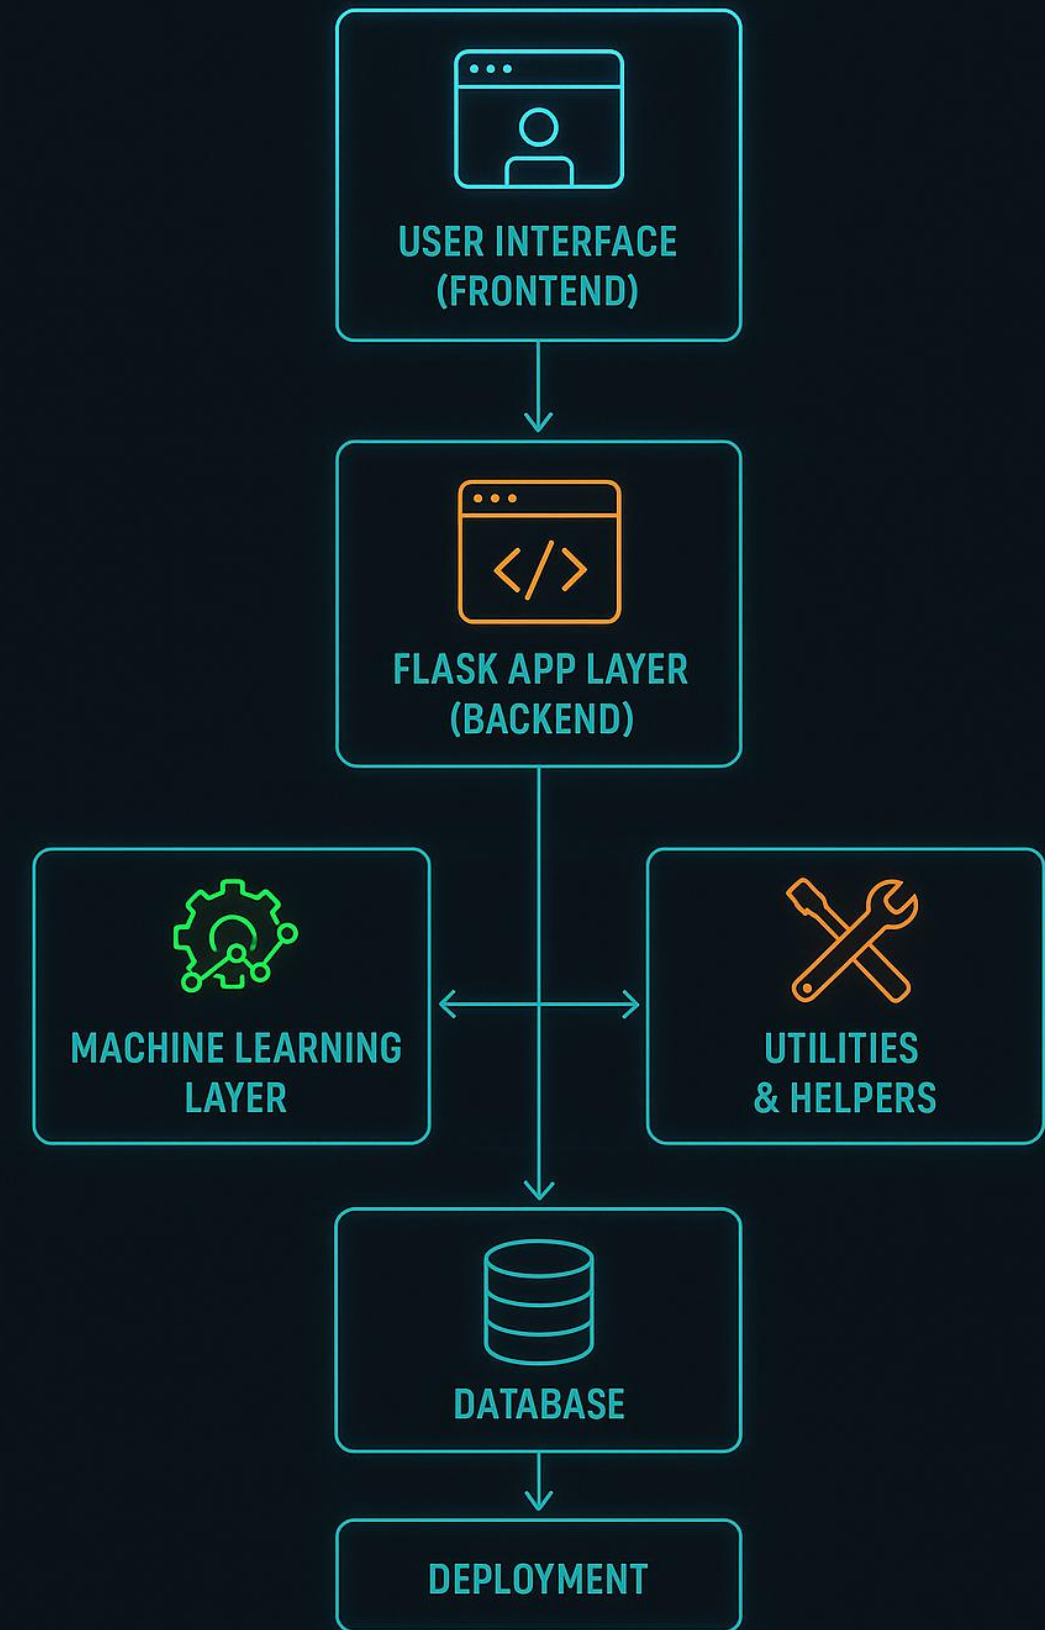 USER INTERFACE
(FRONTEND)
FLASK APP LAYER
(BACKEND)
MACHINE LEARNING
LAYER
UTILITIES
& HELPERS
DATABASE
DEPLOYMENT